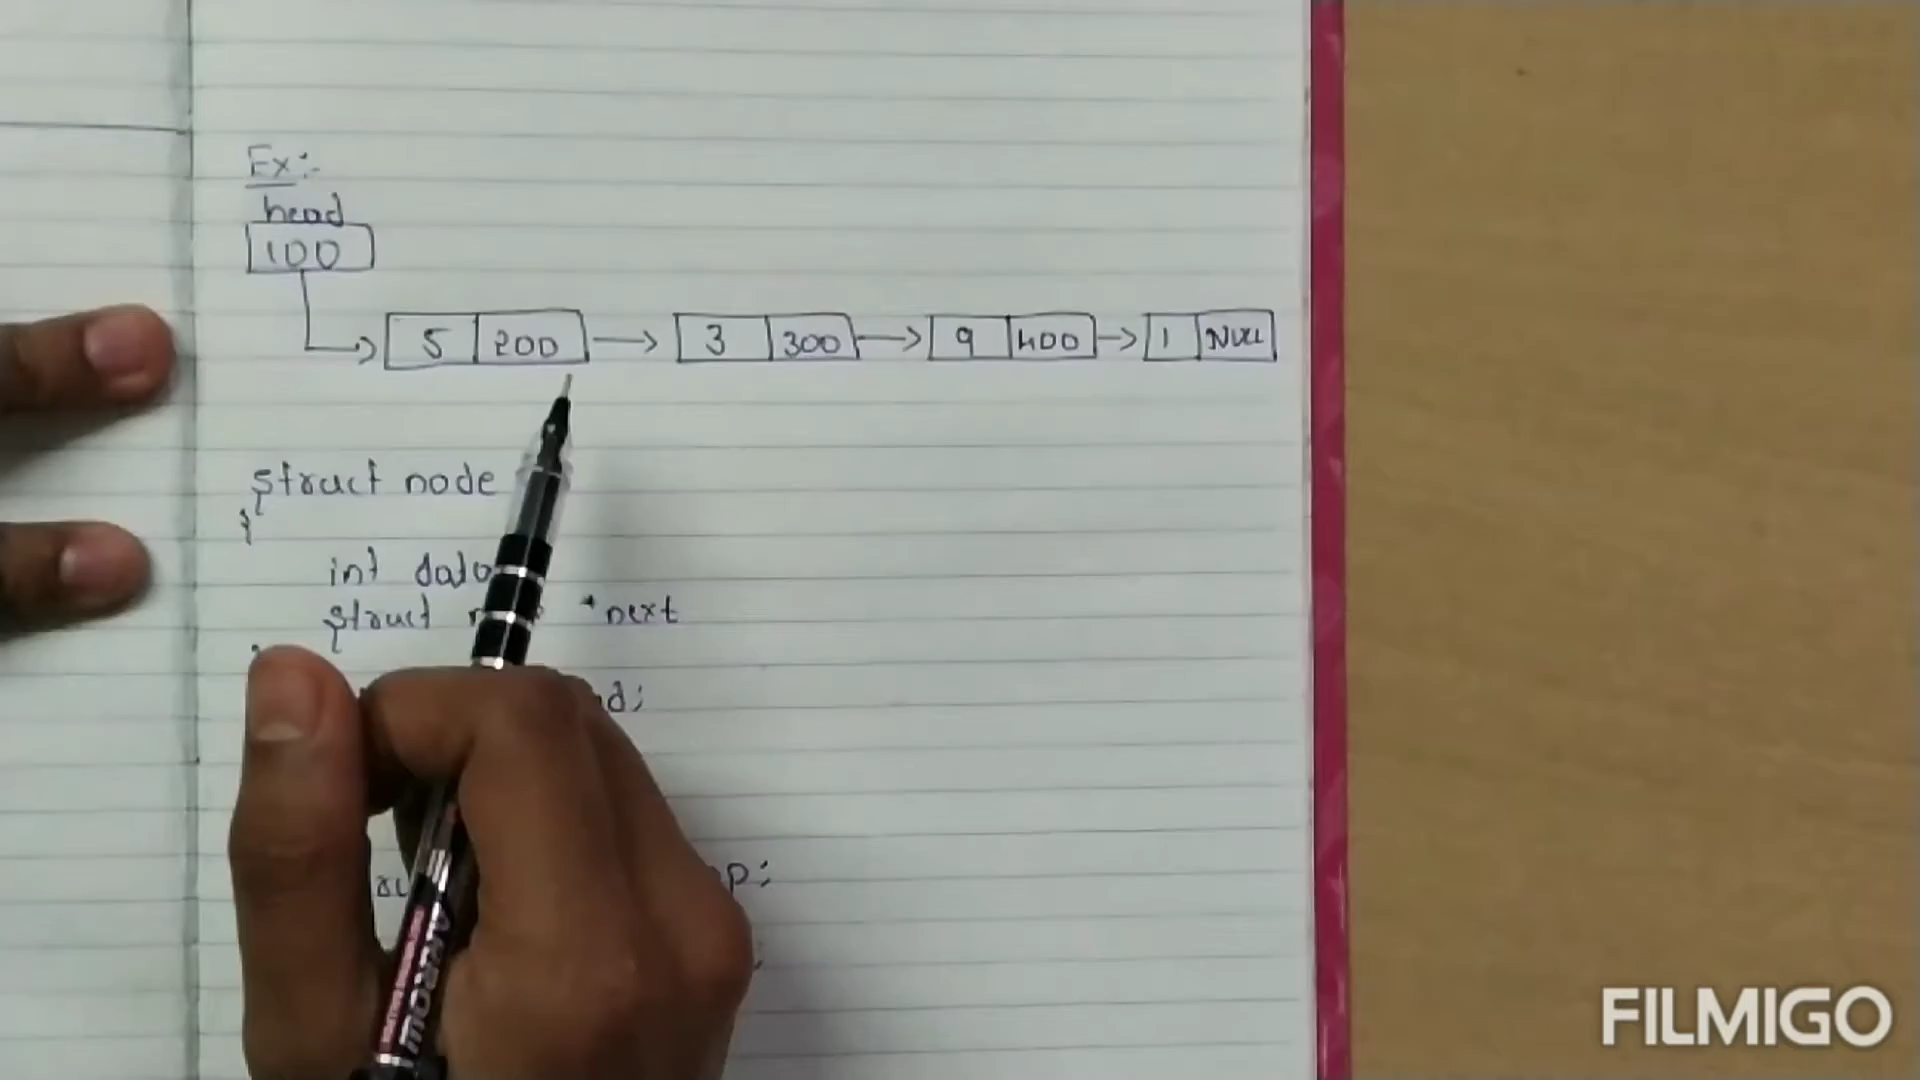 Ex:-
head
100
5 200 → 3 300 → 9 400 → 1 NULL
struct node
{
int data
struct *next
ARROW
FILMIGO